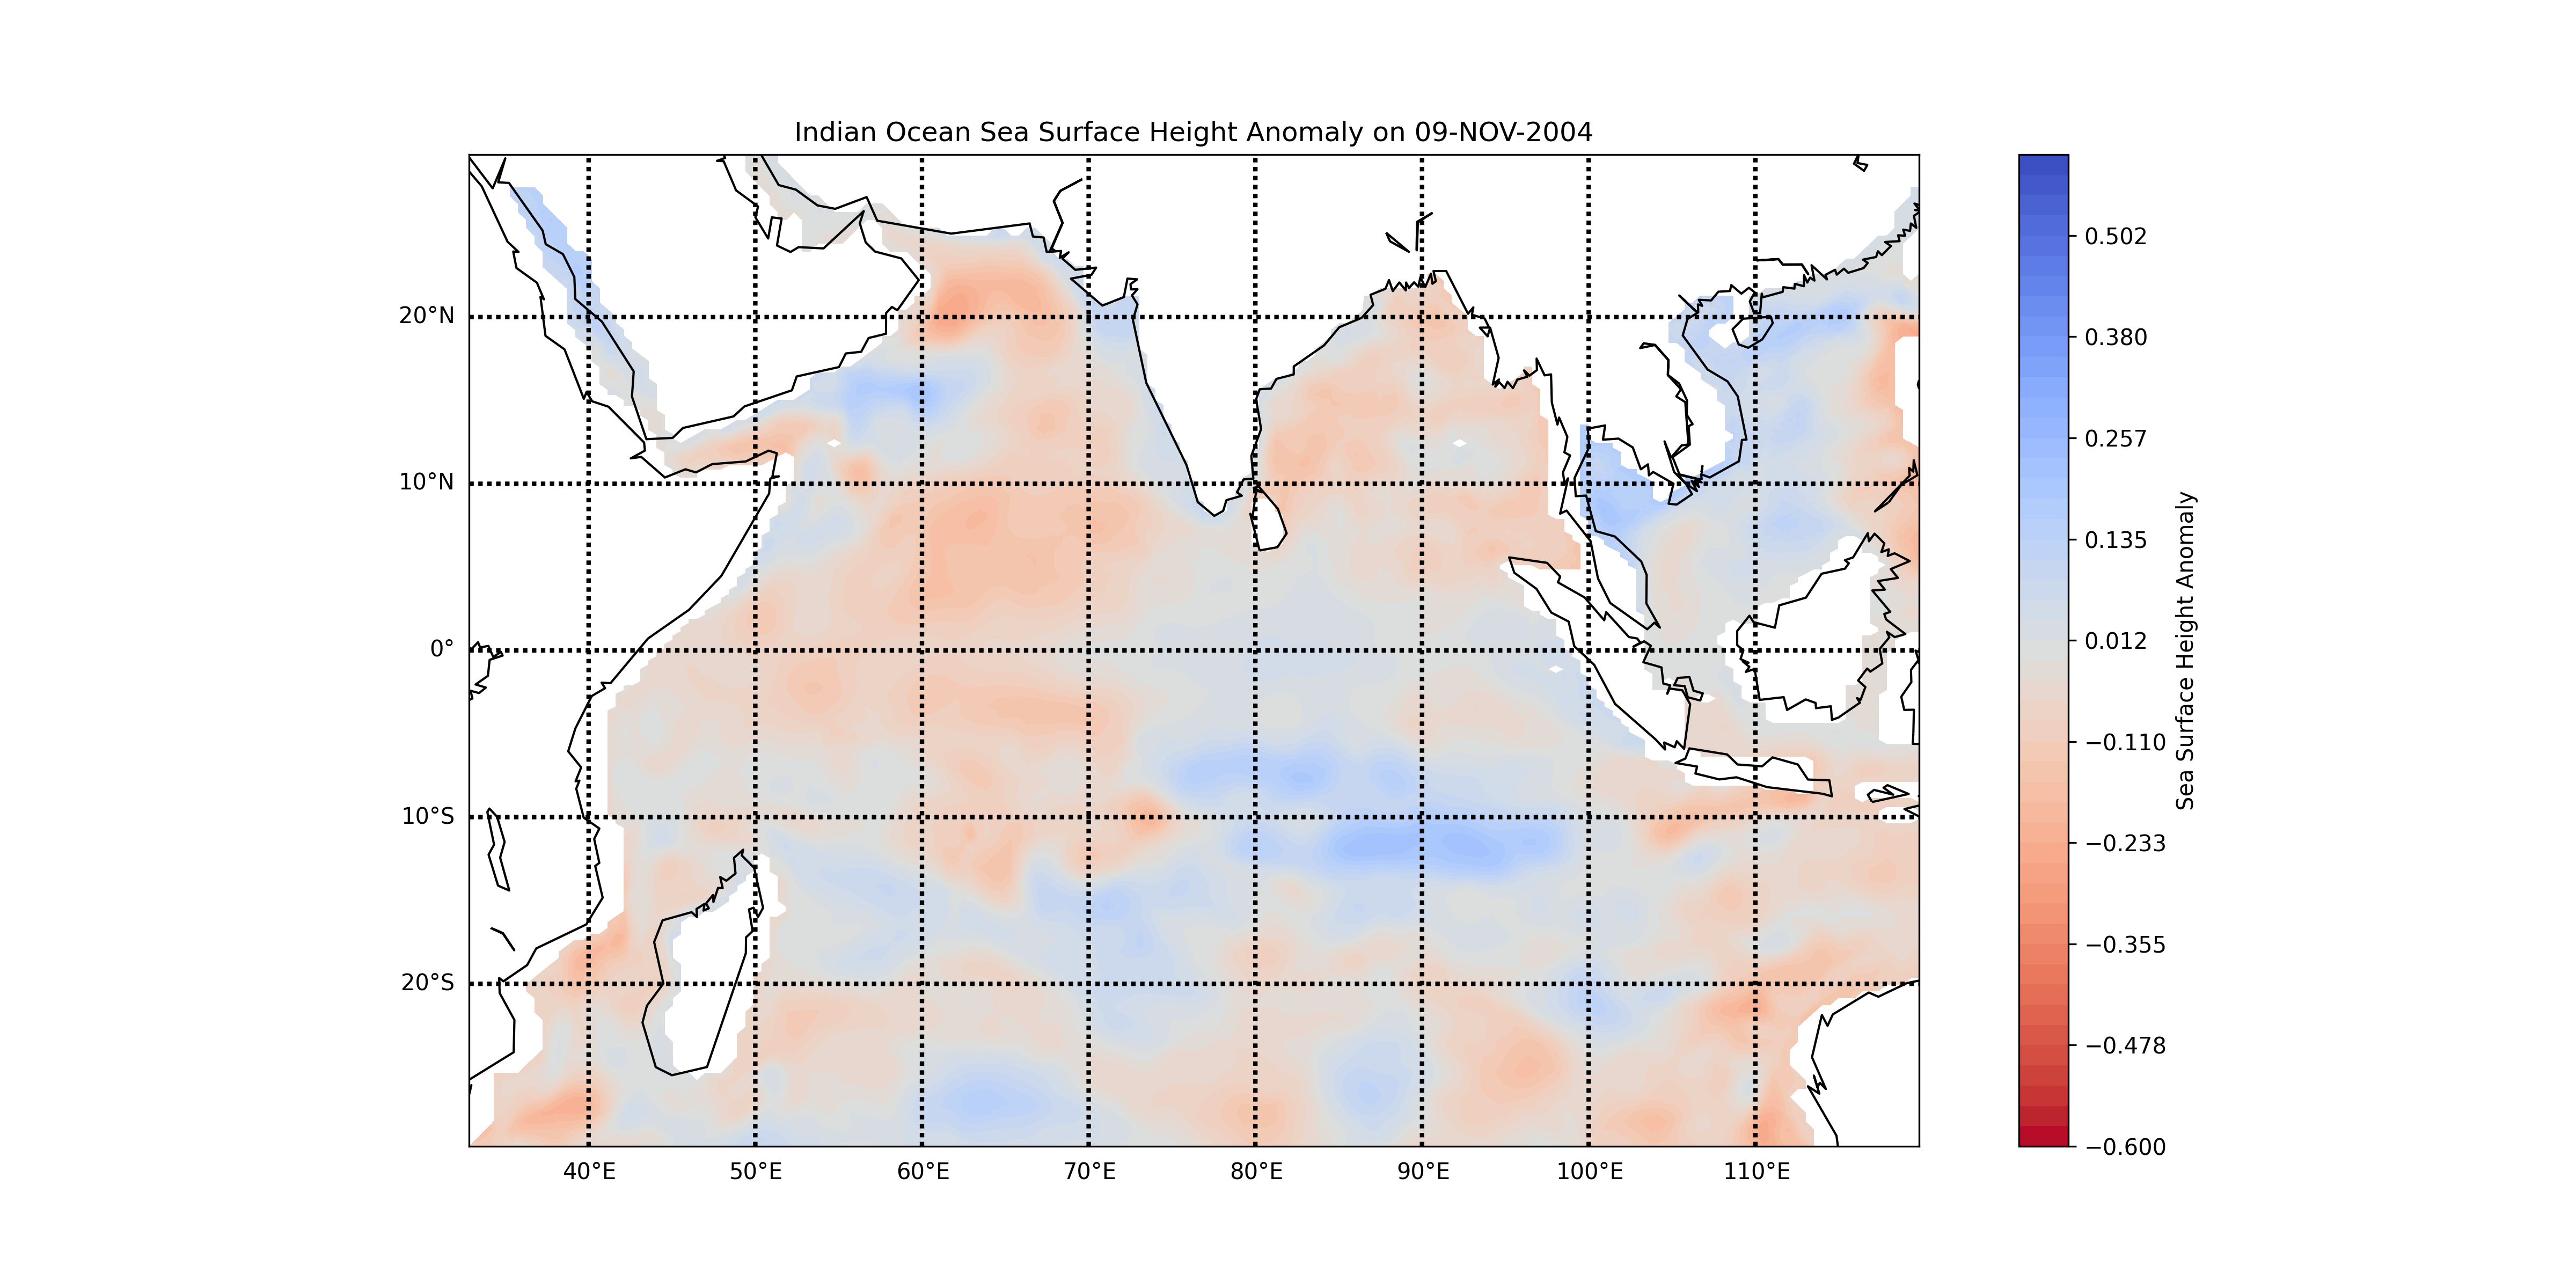 Indian Ocean Sea Surface Height Anomaly on 09-NOV-2004
20°N
10°N
0°
10°S
20°S
40°E
50°E
60°E
70°E
80°E
90°E
100°E
110°E
0.502
0.380
0.257
0.135
0.012
−0.110
−0.233
−0.355
−0.478
−0.600
Sea Surface Height Anomaly